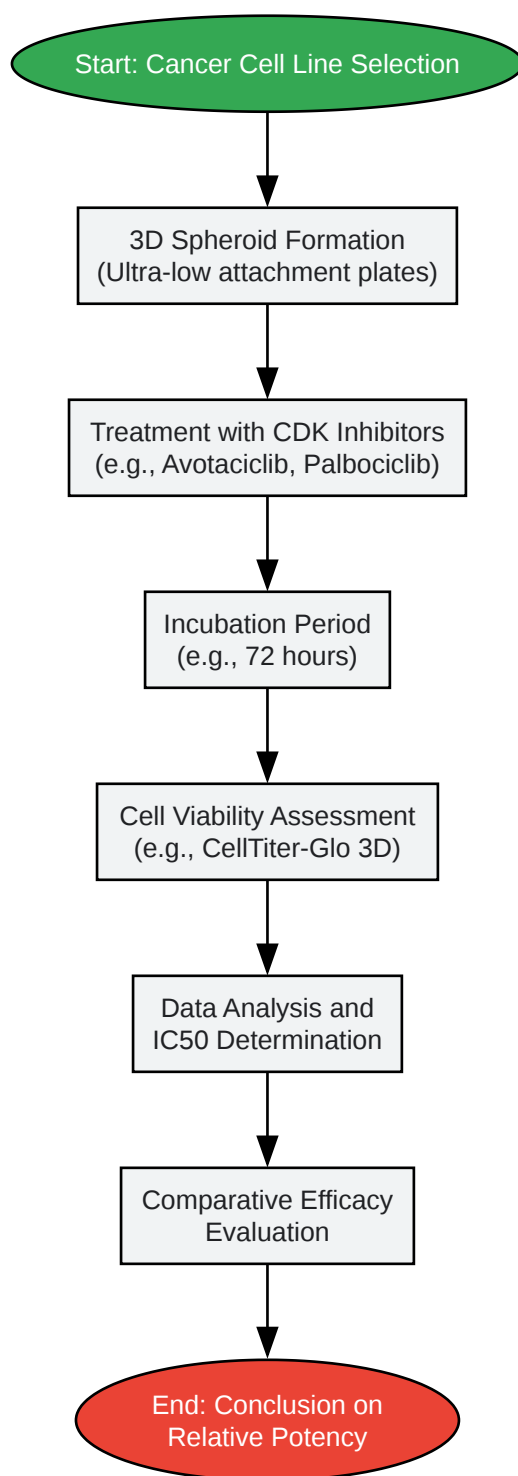 Start: Cancer Cell Line Selection
3D Spheroid Formation
(Ultra-low attachment plates)
Treatment with CDK Inhibitors
(e.g., Avotaciclib, Palbociclib)
Incubation Period
(e.g., 72 hours)
Cell Viability Assessment
(e.g., CellTiter-Glo 3D)
Data Analysis and
IC50 Determination
Comparative Efficacy
Evaluation
End: Conclusion on
Relative Potency